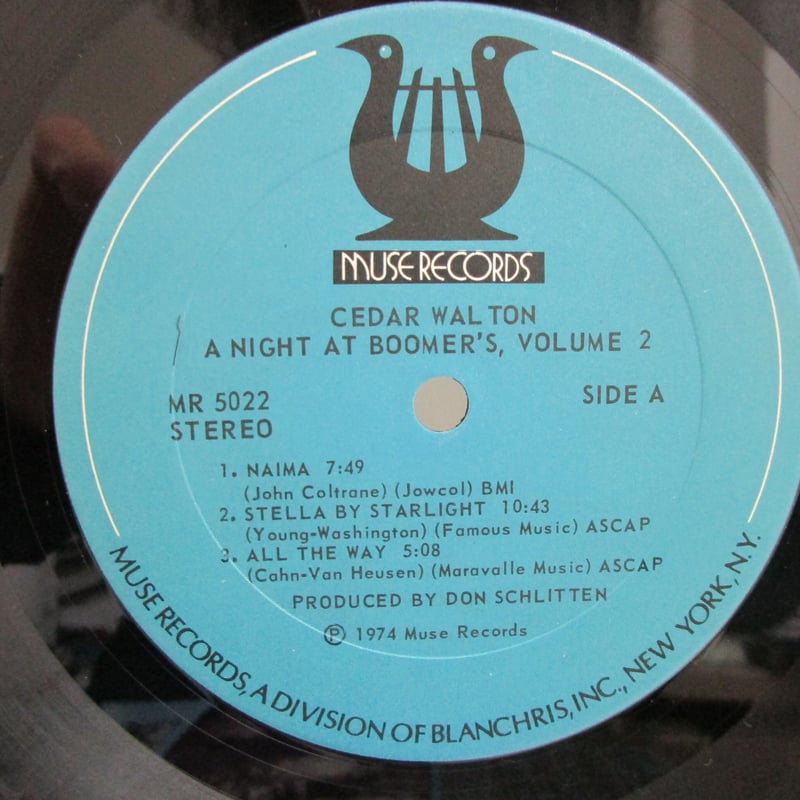 MUSE RECORDS
CEDAR WALTON
A NIGHT AT BOOMER'S, VOLUME 2
MR 5022
STEREO
SIDE A
1. NAIMA 7:49
(John Coltrane) (Jowcol) BMI
2. STELLA BY STARLIGHT 10:43
(Young-Washington) (Famous Music) ASCAP
3. ALL THE WAY 5:08
(Cahn-Van Heusen) (Maravalle Music) ASCAP
PRODUCED BY DON SCHLITTEN
℗ 1974 Muse Records
MUSE RECORDS, A DIVISION OF BLANCHRIS, INC., NEW YORK, N.Y.